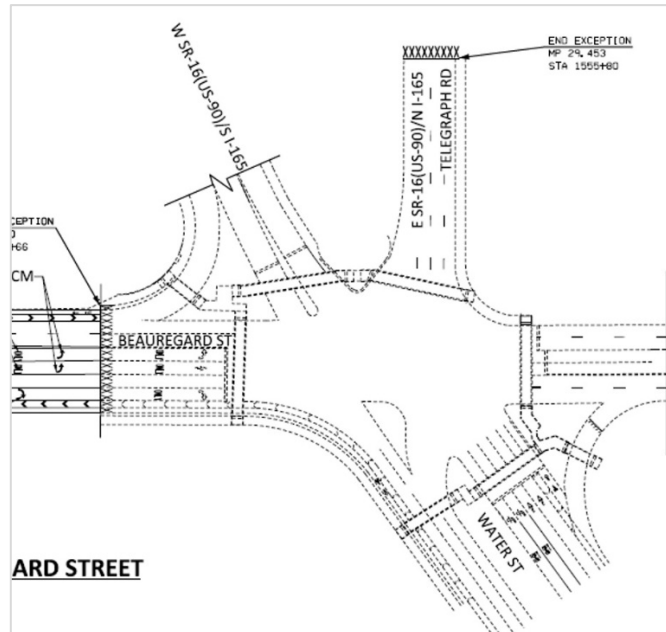 END EXCEPTION
MP 29.453
STA 1555+80
W SR-16(US-90)/S I-165
E SR-16(US-90)/N I-165
TELEGRAPH RD
CEPTION
+66
CM
BEAUREGARD ST
WATER ST
ARD STREET